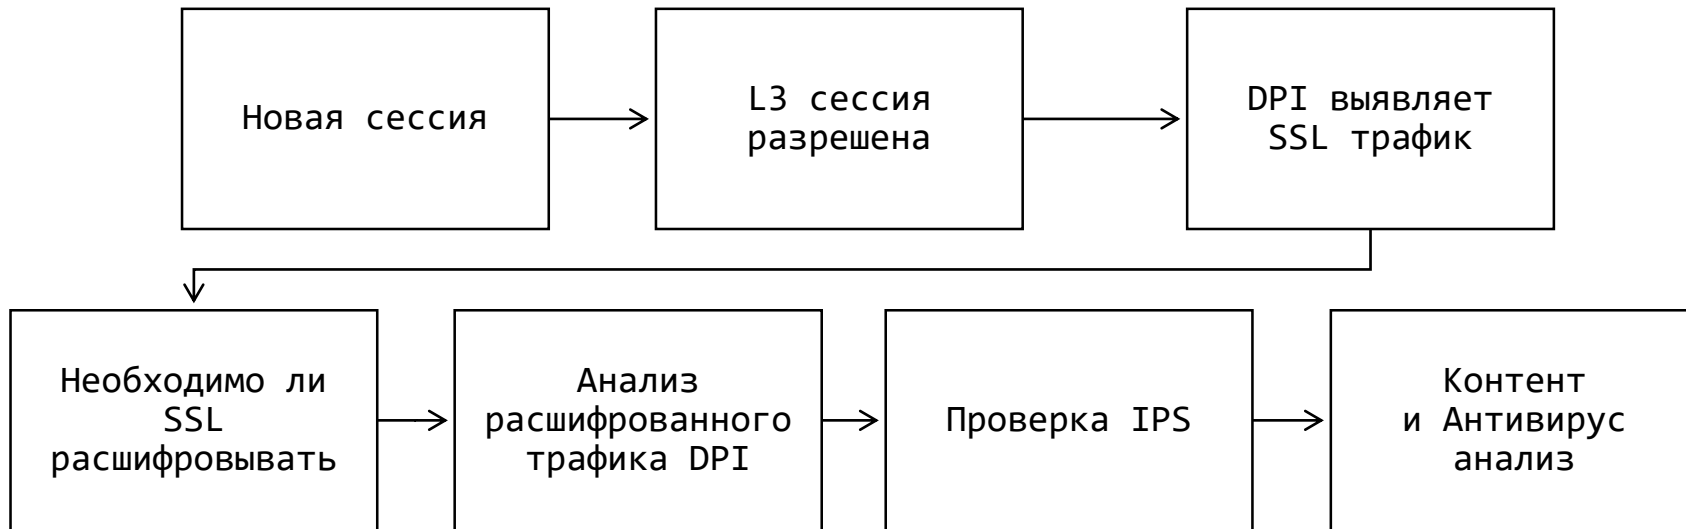 Новая сессия
L3 сессия
разрешена
DPI выявляет
SSL трафик
Необходимо ли
SSL
расшифровывать
Анализ
расшифрованного
трафика DPI
Проверка IPS
Контент
и Антивирус
анализ